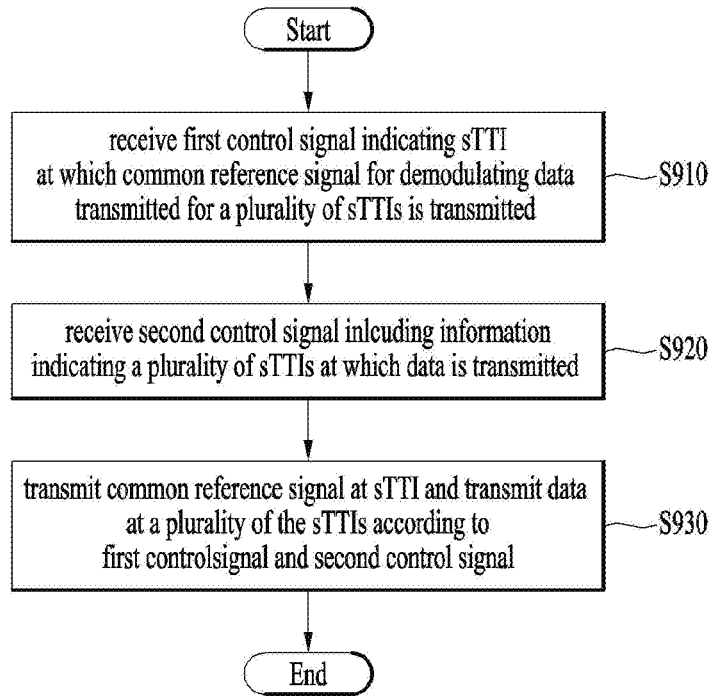 Start
receive first control signal indicating sTTI
at which common reference signal for demodulating data
transmitted for a plurality of sTTIs is transmitted
S910
receive second control signal inlcuding information
indicating a plurality of sTTIs at which data is transmitted
S920
transmit common reference signal at sTTI and transmit data
at a plurality of the sTTIs according to
first controlsignal and second control signal
S930
End